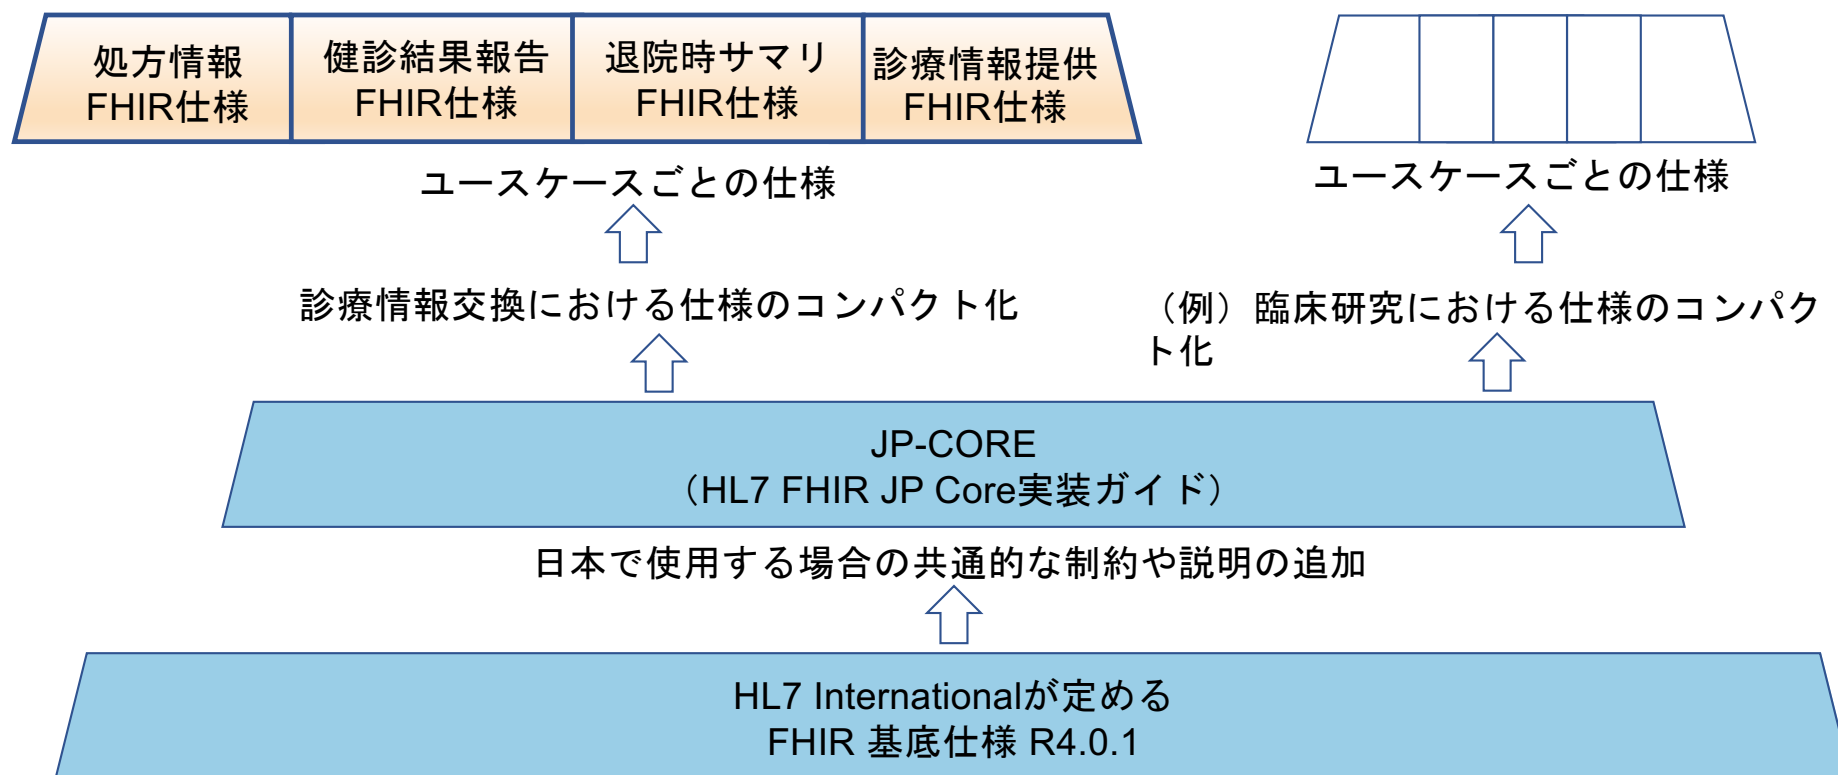 処方情報
FHIR仕様
健診結果報告
FHIR仕様
退院時サマリ
FHIR仕様
診療情報提供
FHIR仕様
ユースケースごとの仕様
ユースケースごとの仕様
診療情報交換における仕様のコンパクト化
（例）臨床研究における仕様のコンパク
ト化
JP-CORE
（HL7 FHIR JP Core実装ガイド）
日本で使用する場合の共通的な制約や説明の追加
HL7 Internationalが定める
FHIR 基底仕様 R4.0.1